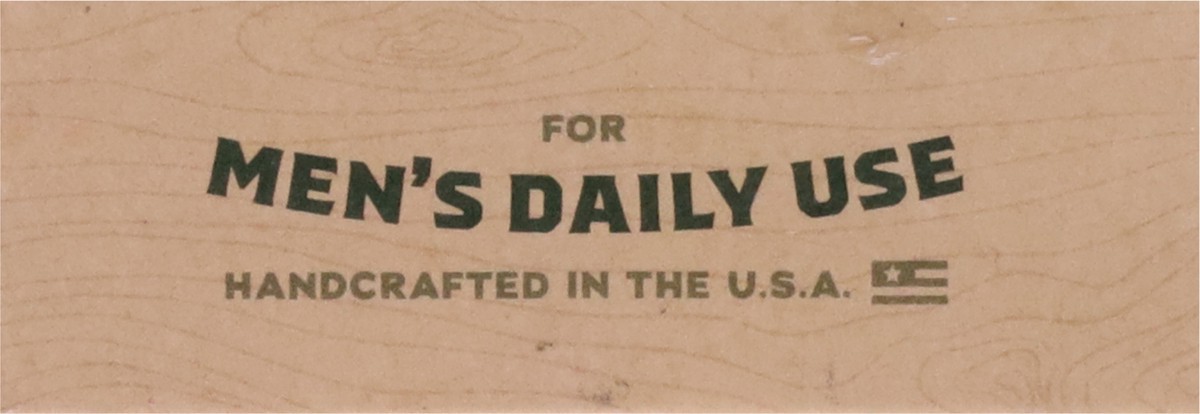 FOR
MEN'S DAILY USE
HANDCRAFTED IN THE U.S.A.